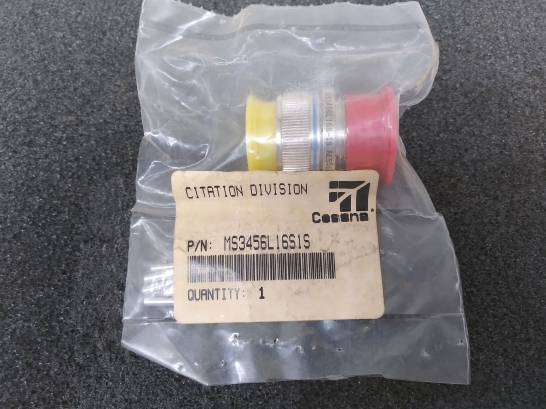 CITATION DIVISION
Cessna
P/N: MS3456L16S1S
QUANTITY: 1